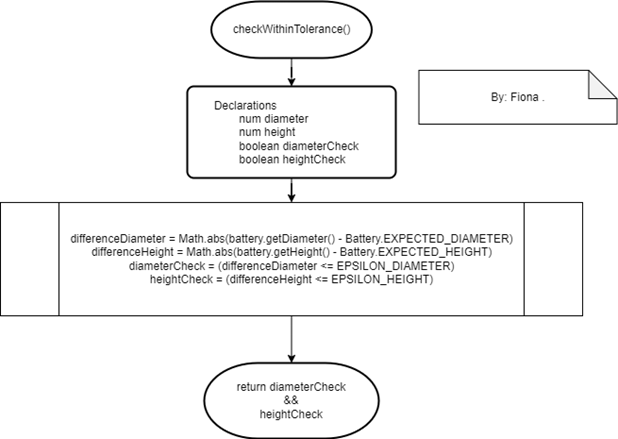 checkWithinTolerance()
By: Fiona .
Declarations
num diameter
num height
boolean diameterCheck
boolean heightCheck
differenceDiameter = Math.abs(battery.getDiameter() - Battery.EXPECTED_DIAMETER)
differenceHeight = Math.abs(battery.getHeight() - Battery.EXPECTED_HEIGHT)
diameterCheck = (differenceDiameter <= EPSILON_DIAMETER)
heightCheck = (differenceHeight <= EPSILON_HEIGHT)
return diameterCheck
&&
heightCheck